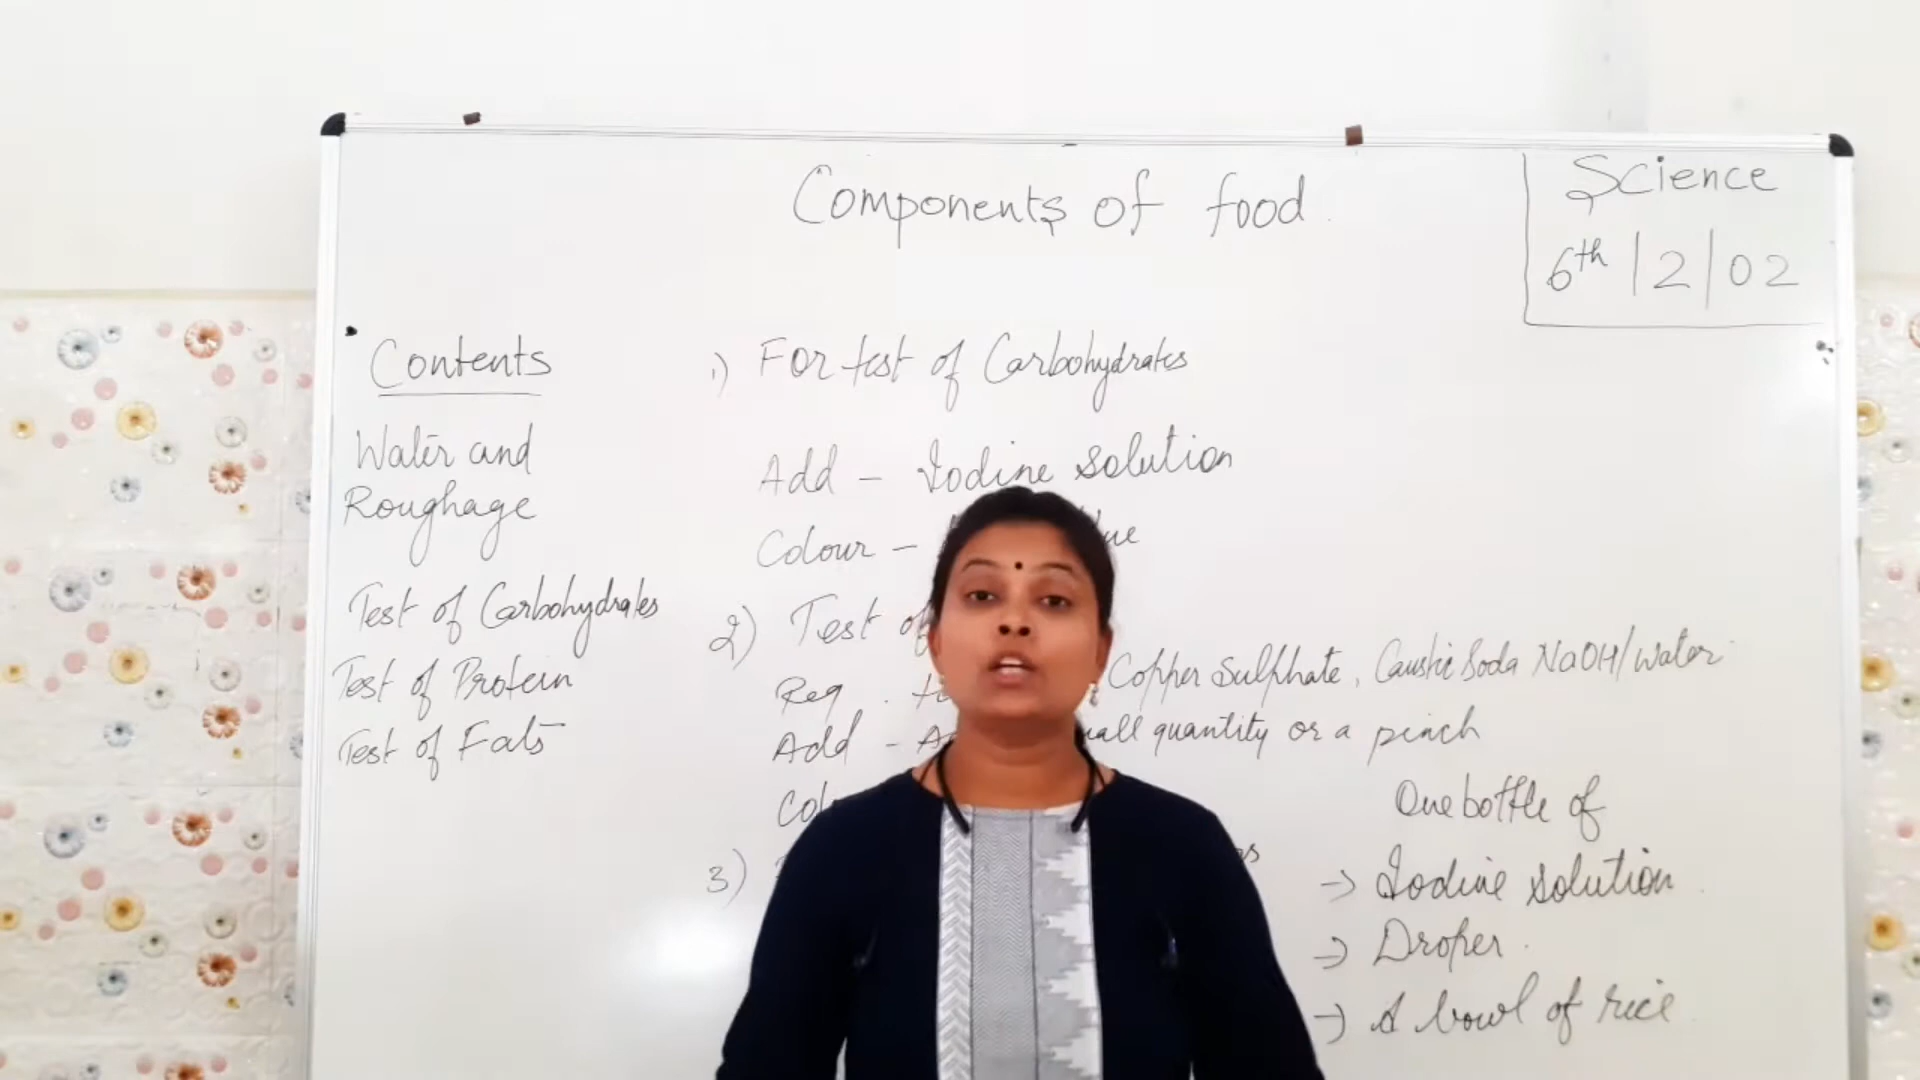 Components of food
Science
6th / 2 / 02
Contents
Water and
Roughage
Test of Carbohydrates
Test of Protein
Test of Fats
1) For test of Carbohydrates
Add - Iodine solution
Colour -
2) Test of
Req. Copper Sulphate, Caustic Soda NaOH/Water
Add - quantity or a pinch
3)
One bottle of
→ Iodine solution
→ Droper
→ A bowl of rice